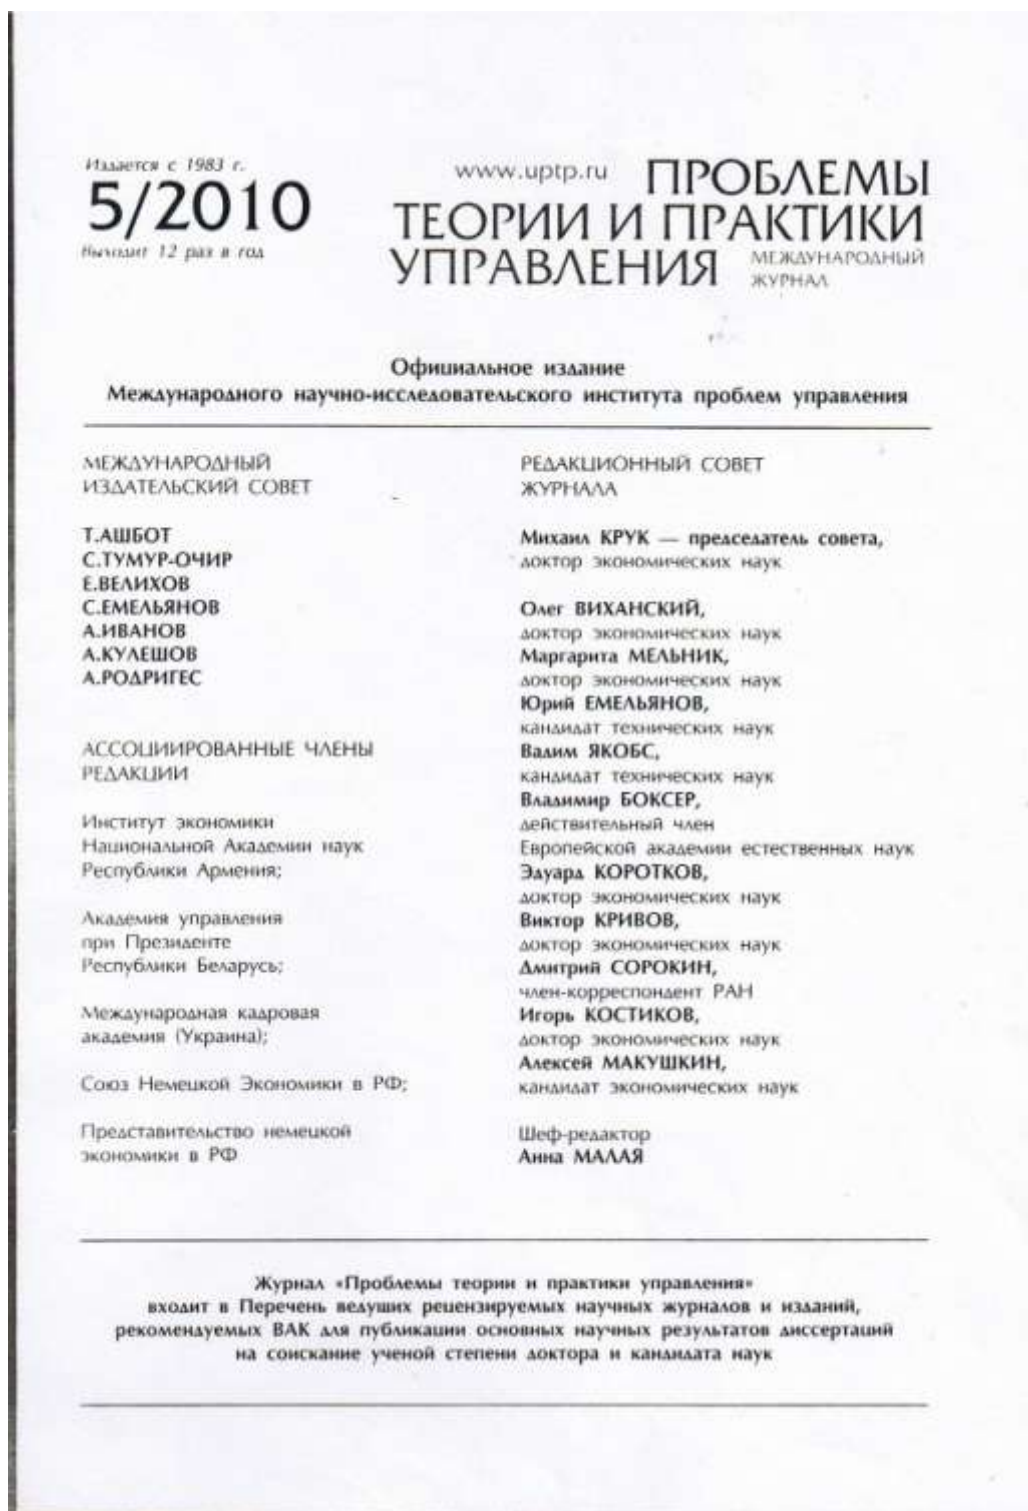 Издается с 1983 г.
5/2010
Выходит 12 раз в год
www.uptp.ru ПРОБЛЕМЫ
ТЕОРИИ И ПРАКТИКИ
УПРАВЛЕНИЯ
МЕЖДУНАРОДНЫЙ
ЖУРНАЛ
Официальное издание
Международного научно-исследовательского института проблем управления
МЕЖДУНАРОДНЫЙ
ИЗДАТЕЛЬСКИЙ СОВЕТ
Т.АШБОТ
С.ТУМУР-ОЧИР
Е.ВЕЛИХОВ
С.ЕМЕЛЬЯНОВ
А.ИВАНОВ
А.КУЛЕШОВ
А.РОДРИГЕС
АССОЦИИРОВАННЫЕ ЧЛЕНЫ
РЕДАКЦИИ
Институт экономики
Национальной Академии наук
Республики Армения;
Академия управления
при Президенте
Республики Беларусь;
Международная кадровая
академия (Украина);
Союз Немецкой Экономики в РФ;
Представительство немецкой
экономики в РФ
РЕДАКЦИОННЫЙ СОВЕТ
ЖУРНАЛА
Михаил КРУК — председатель совета,
доктор экономических наук
Олег ВИХАНСКИЙ,
доктор экономических наук
Маргарита МЕЛЬНИК,
доктор экономических наук
Юрий ЕМЕЛЬЯНОВ,
кандидат технических наук
Вадим ЯКОБС,
кандидат технических наук
Владимир БОКСЕР,
действительный член
Европейской академии естественных наук
Эдуард КОРОТКОВ,
доктор экономических наук
Виктор КРИВОВ,
доктор экономических наук
Дмитрий СОРОКИН,
член-корреспондент РАН
Игорь КОСТИКОВ,
доктор экономических наук
Алексей МАКУШКИН,
кандидат экономических наук
Шеф-редактор
Анна МАЛАЯ
Журнал «Проблемы теории и практики управления»
входит в Перечень ведущих рецензируемых научных журналов и изданий,
рекомендуемых ВАК для публикации основных научных результатов диссертаций
на соискание ученой степени доктора и кандидата наук